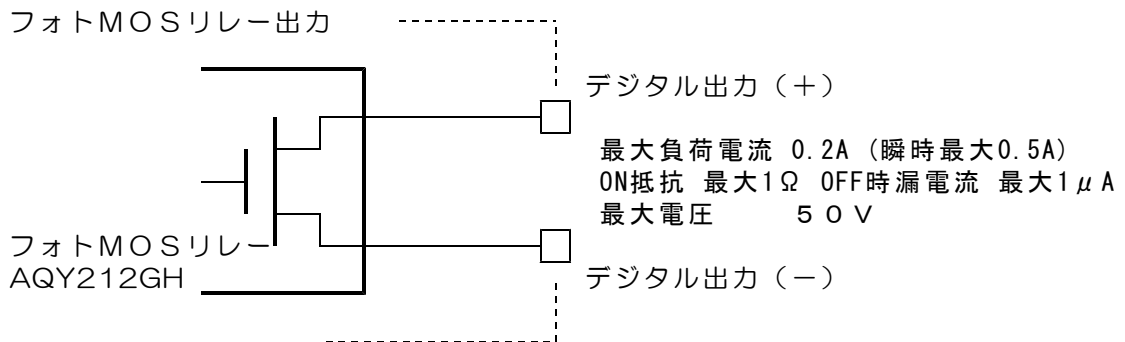 フォトＭＯＳリレー出力
デジタル出力（＋）
最大負荷電流 0.2A (瞬時最大0.5A)
ON抵抗 最大1Ω OFF時漏電流 最大1μA
最大電圧　　５０Ｖ
フォトＭＯＳリレー
AQY212GH
デジタル出力（－）